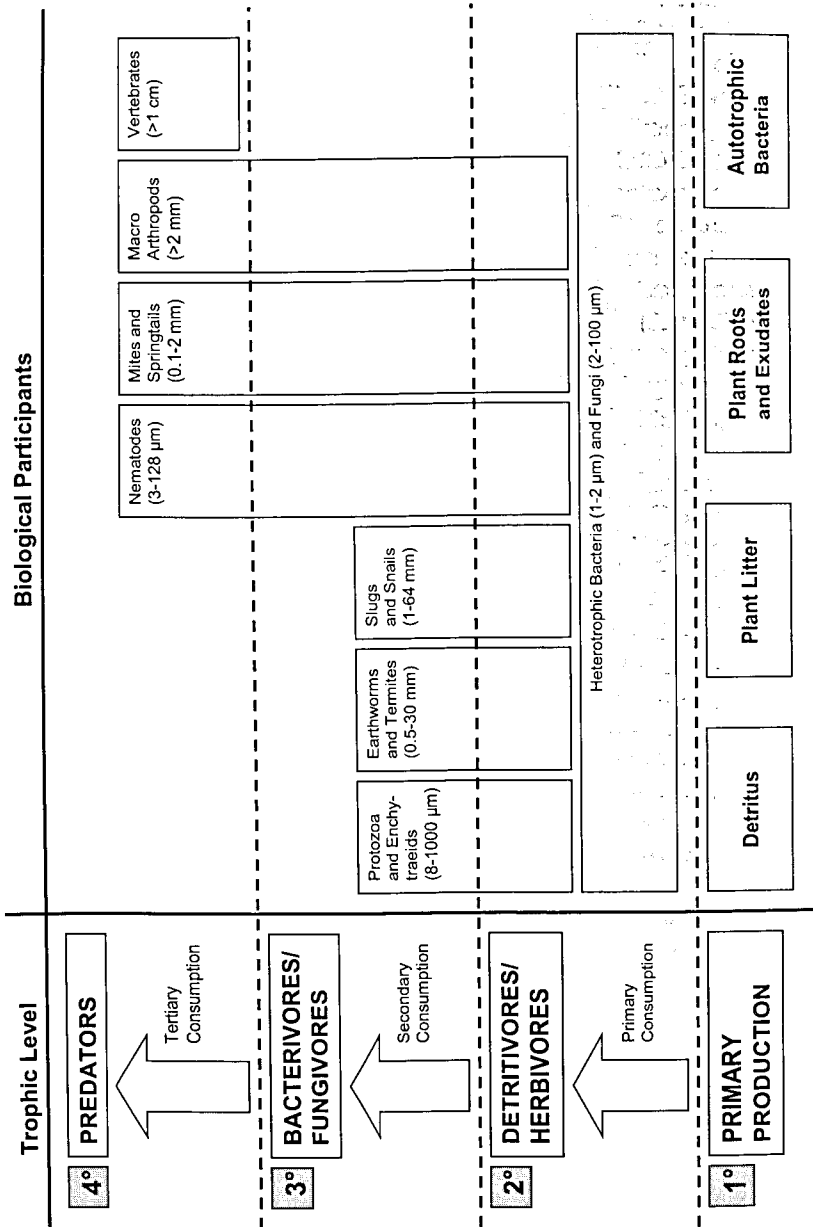 Trophic Level
Biological Participants
4°
PREDATORS
Tertiary
Consumption
Nematodes
(3-128 µm)
Mites and
Springtails
(0.1-2 mm)
Macro
Arthropods
(>2 mm)
Vertebrates
(>1 cm)
3°
BACTERIVORES/
FUNGIVORES
Secondary
Consumption
Protozoa
and Enchy-
traeids
(8-1000 µm)
Earthworms
and Termites
(0.5-30 mm)
Slugs
and Snails
(1-64 mm)
2°
DETRITIVORES/
HERBIVORES
Primary
Consumption
Heterotrophic Bacteria (1-2 µm) and Fungi (2-100 µm)
1°
PRIMARY
PRODUCTION
Detritus
Plant Litter
Plant Roots
and Exudates
Autotrophic
Bacteria